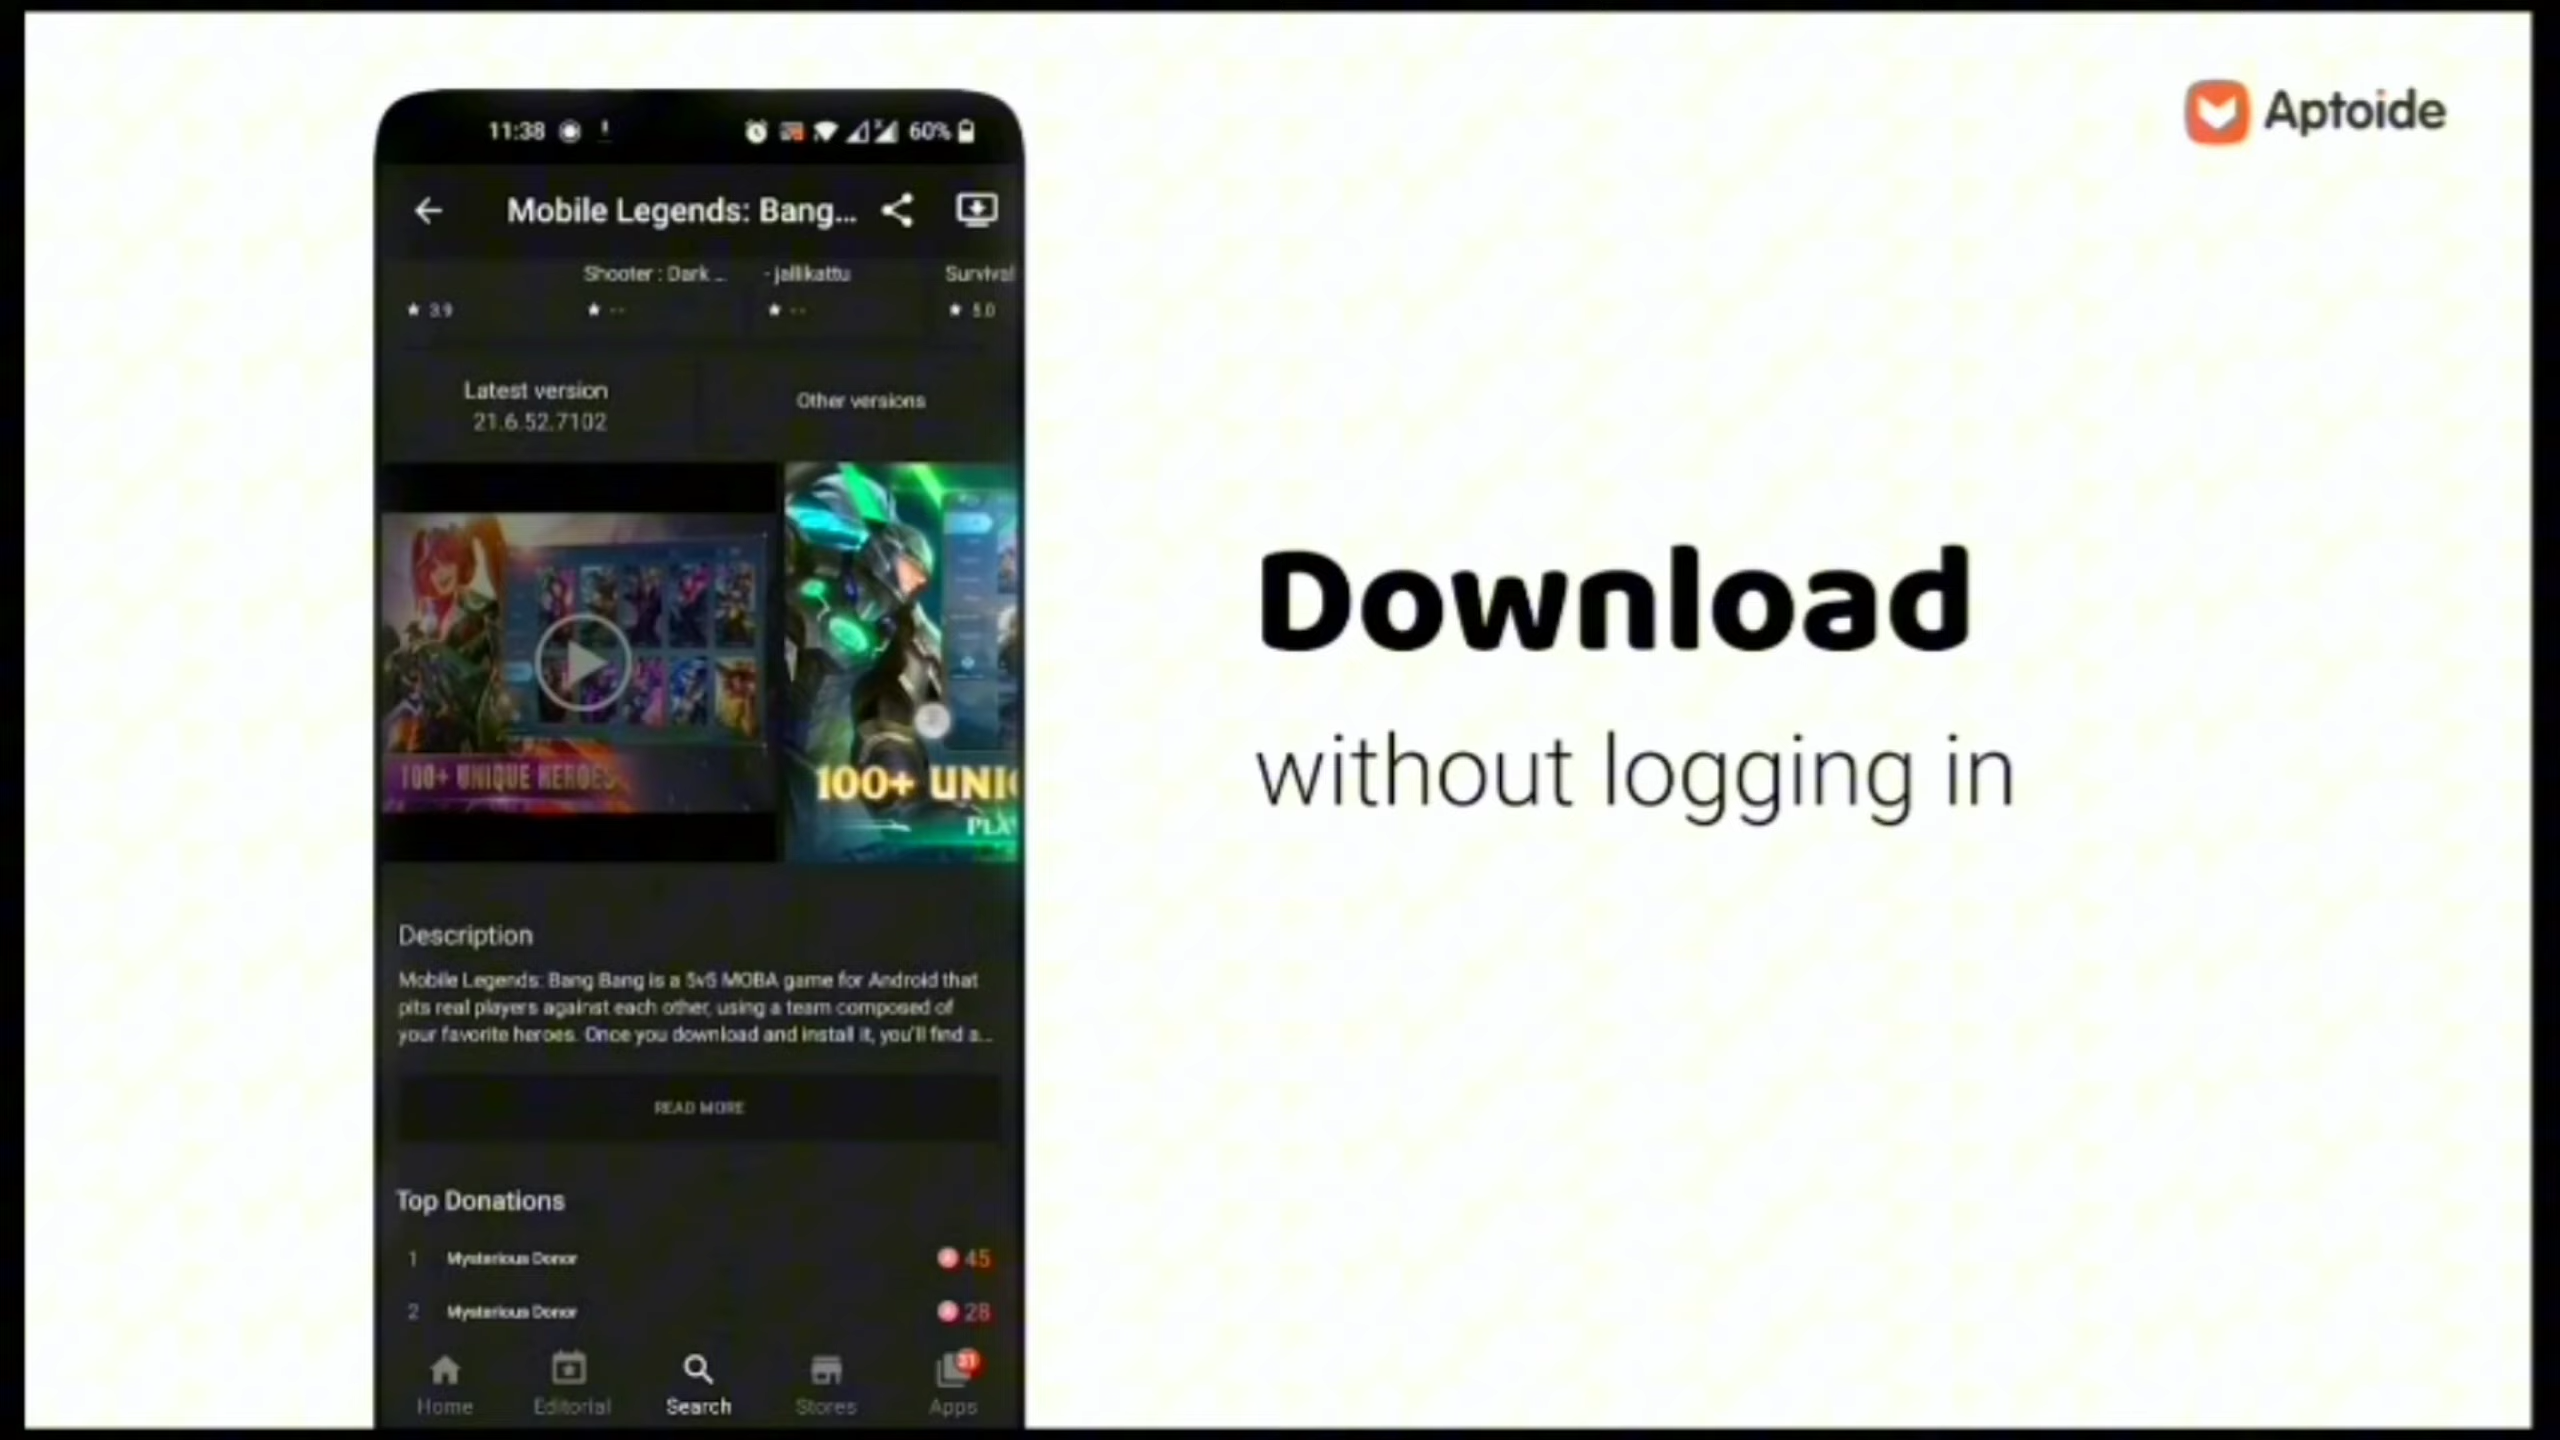 Aptoide
11:38
60%
Mobile Legends: Bang...
Shooter : Dark ...
- jallikattu
Survival
3.9
--
--
5.0
Latest version
21.6.52.7102
Other versions
100+ UNIQUE HEROES
100+ UNI
PLA
Download
without logging in
Description
Mobile Legends: Bang Bang is a 5v5 MOBA game for Android that
pits real players against each other, using a team composed of
your favorite heroes. Once you download and install it, you'll find a...
READ MORE
Top Donations
1 Mysterious Donor 45
2 Mysterious Donor 28
31
Home Editorial Search Stores Apps